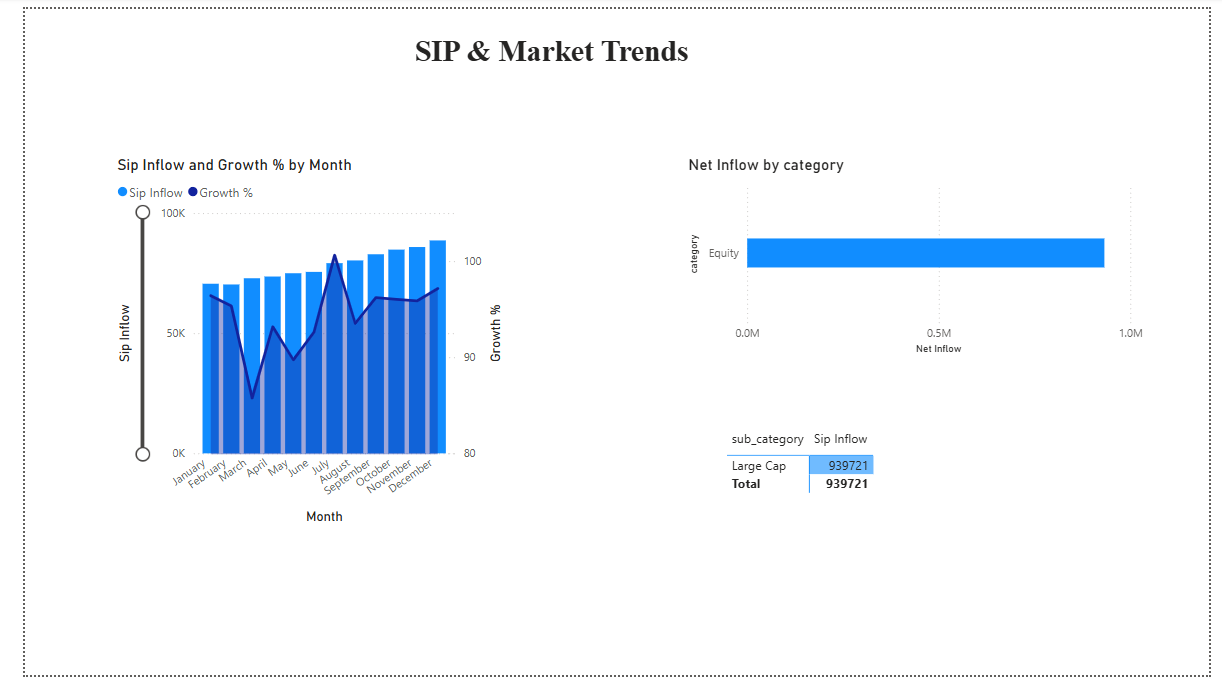 SIP & Market Trends
Sip Inflow and Growth % by Month
Sip Inflow Growth %
100K
50K
0K
Sip Inflow
100
90
80
Growth %
January
February
March
April
May
June
July
August
September
October
November
December
Month
Net Inflow by category
category
Equity
0.0M 0.5M 1.0M
Net Inflow
sub_category Sip Inflow
Large Cap 939721
Total 939721